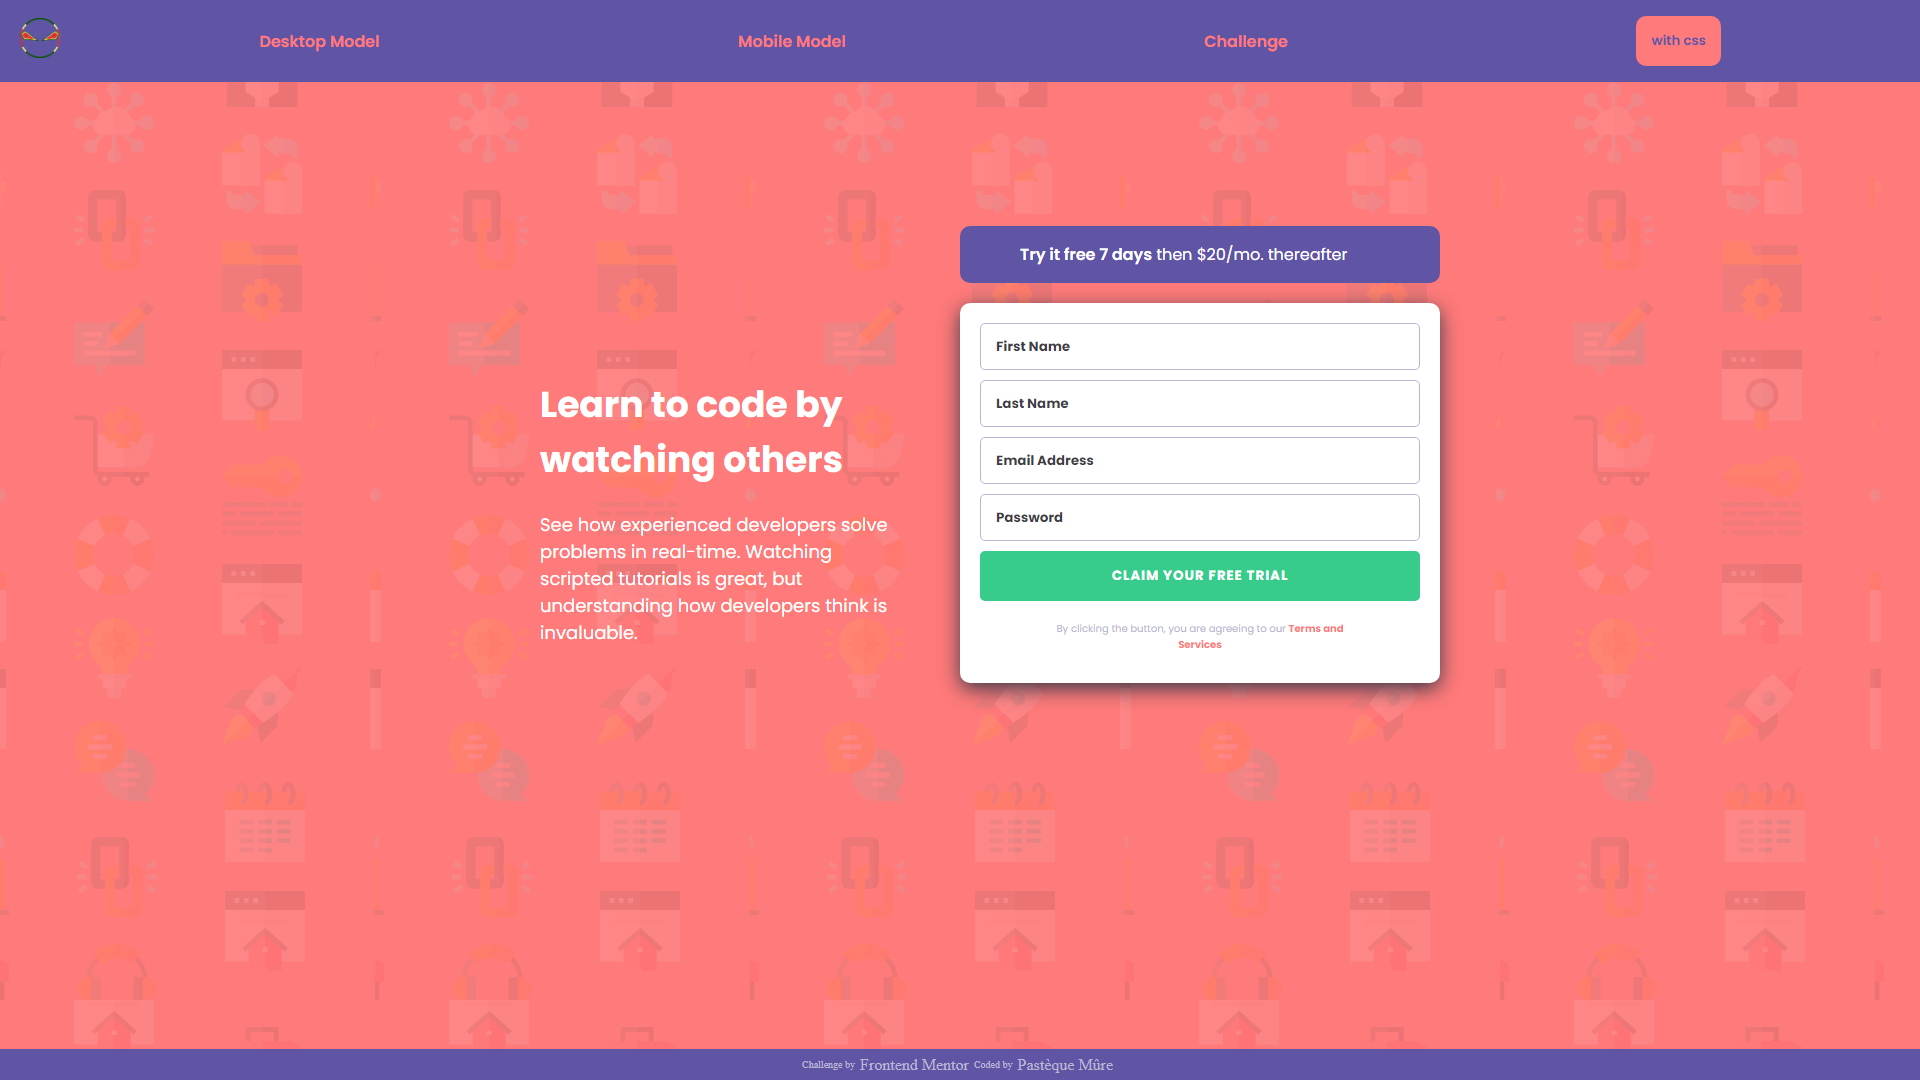 Desktop Model
Mobile Model
Challenge
with css
Try it free 7 days then $20/mo. thereafter
First Name
Last Name
Email Address
Password
CLAIM YOUR FREE TRIAL
By clicking the button, you are agreeing to our Terms and
Services
Learn to code by
watching others
See how experienced developers solve
problems in real-time. Watching
scripted tutorials is great, but
understanding how developers think is
invaluable.
Challenge by Frontend Mentor Coded by Pastèque Mûre